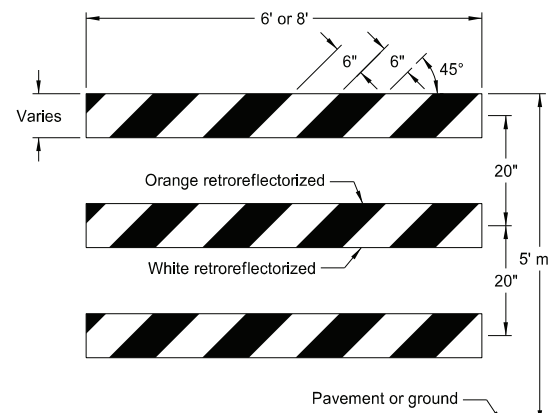 6' or 8'
6"
6"
45°
Varies
20"
Orange retroreflectorized
White retroreflectorized
5' m
20"
Pavement or ground